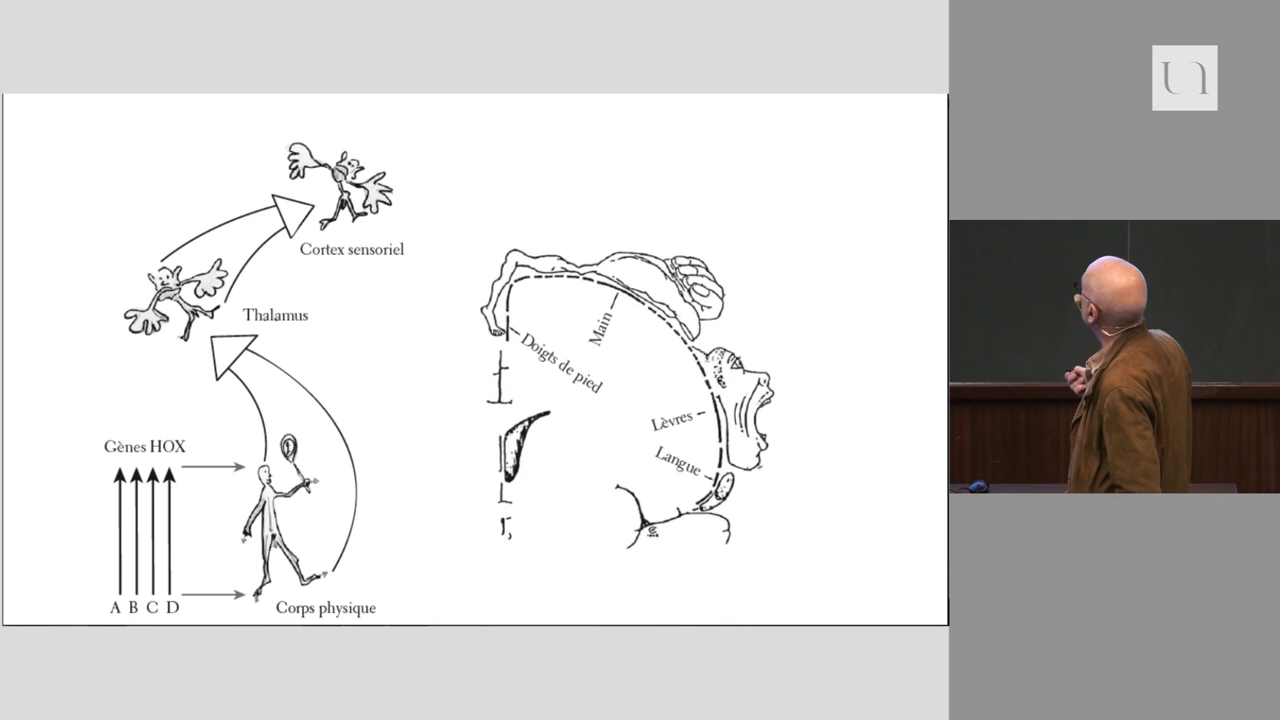 Cortex sensoriel
Thalamus
Gènes HOX
A B C D
Corps physique
Main
Doigts de pied
Lèvres
Langue